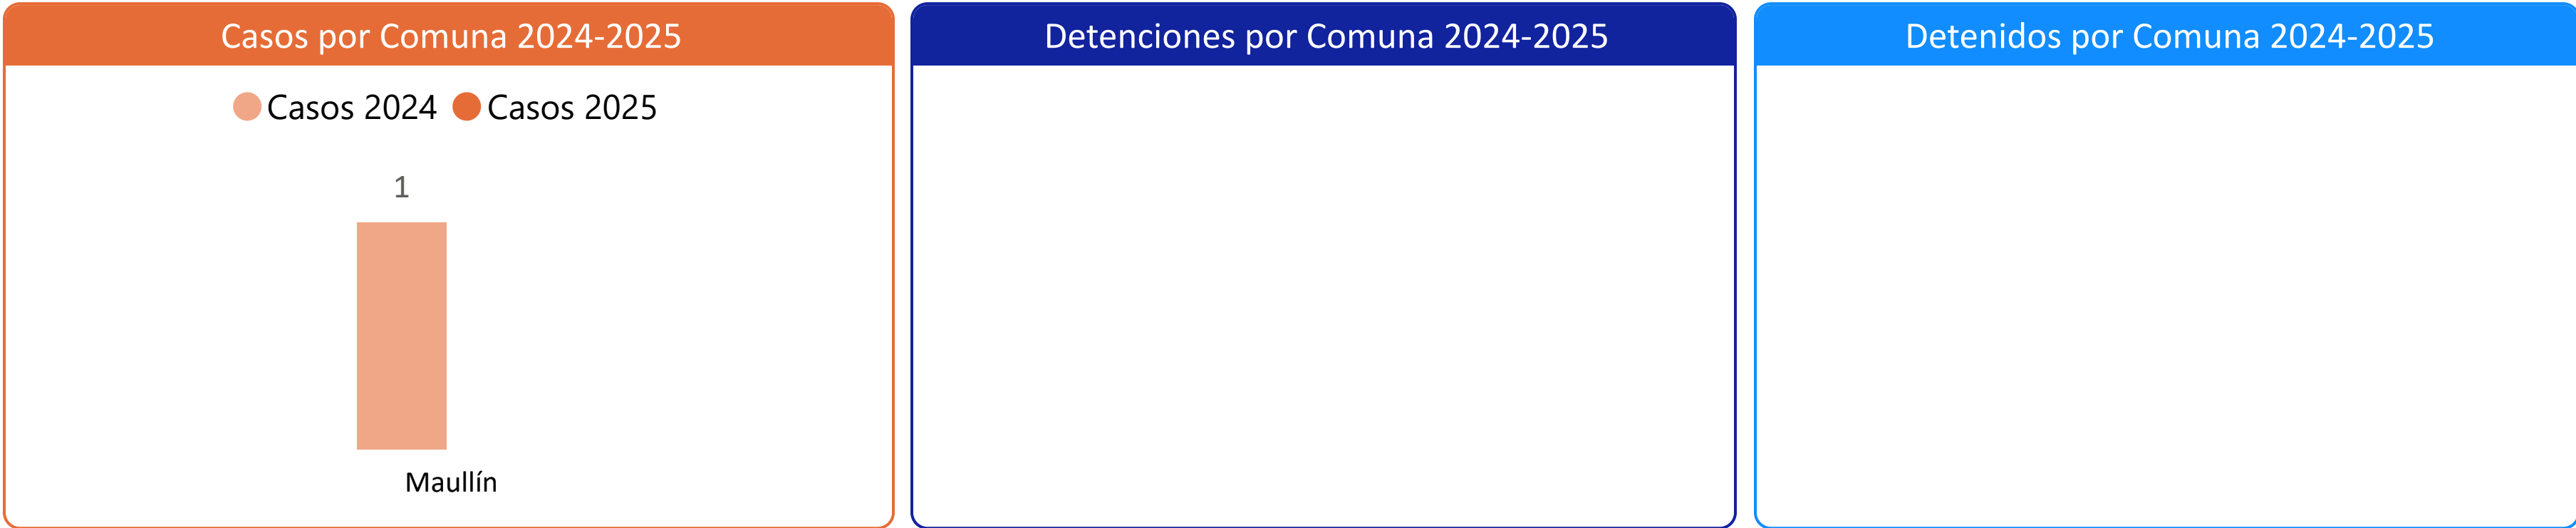 Casos por Comuna 2024-2025
Casos 2024 Casos 2025
1
Maullín
Detenciones por Comuna 2024-2025
Detenidos por Comuna 2024-2025